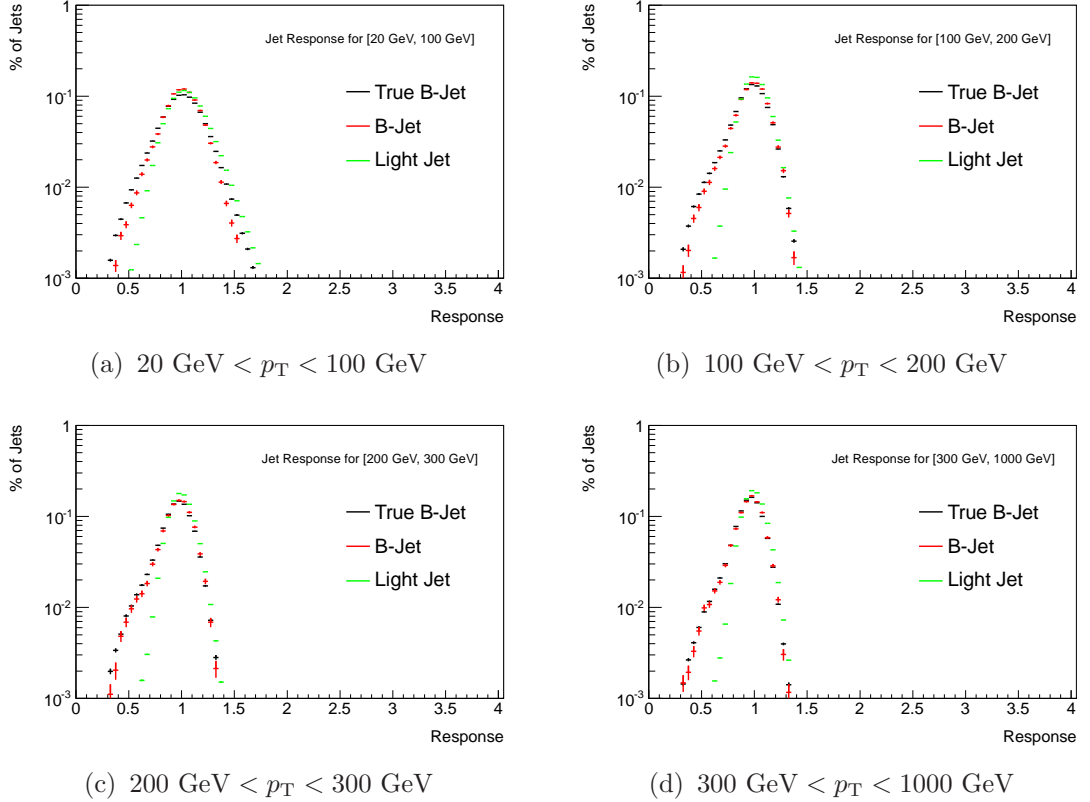 % of Jets
1
10⁻¹
10⁻²
10⁻³
Jet Response for [20 GeV, 100 GeV]
True B-Jet
B-Jet
Light Jet
0 0.5 1 1.5 2 2.5 3 3.5 4
Response
(a) 20 GeV < p_T < 100 GeV
% of Jets
1
10⁻¹
10⁻²
10⁻³
Jet Response for [100 GeV, 200 GeV]
True B-Jet
B-Jet
Light Jet
0 0.5 1 1.5 2 2.5 3 3.5 4
Response
(b) 100 GeV < p_T < 200 GeV
% of Jets
1
10⁻¹
10⁻²
10⁻³
Jet Response for [200 GeV, 300 GeV]
True B-Jet
B-Jet
Light Jet
0 0.5 1 1.5 2 2.5 3 3.5 4
Response
(c) 200 GeV < p_T < 300 GeV
% of Jets
1
10⁻¹
10⁻²
10⁻³
Jet Response for [300 GeV, 1000 GeV]
True B-Jet
B-Jet
Light Jet
0 0.5 1 1.5 2 2.5 3 3.5 4
Response
(d) 300 GeV < p_T < 1000 GeV